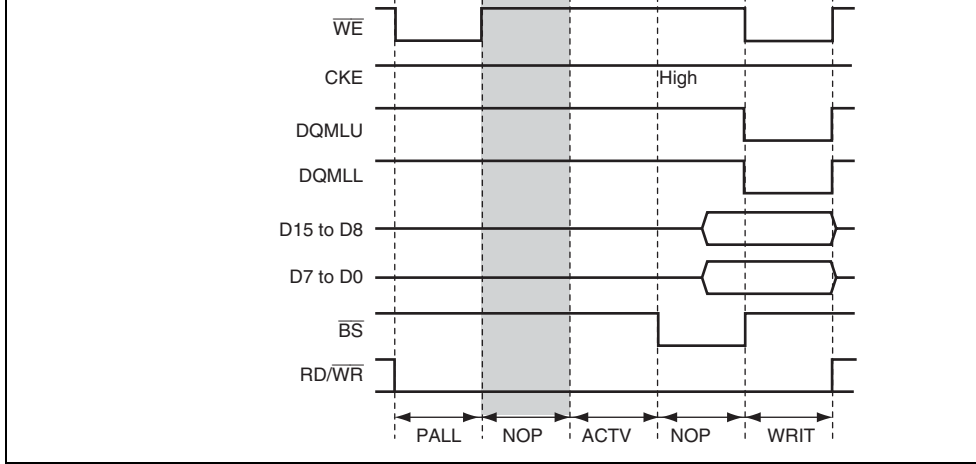 WE
CKE
High
DQMLU
DQMLL
D15 to D8
D7 to D0
BS
RD/WR
PALL NOP ACTV NOP WRIT